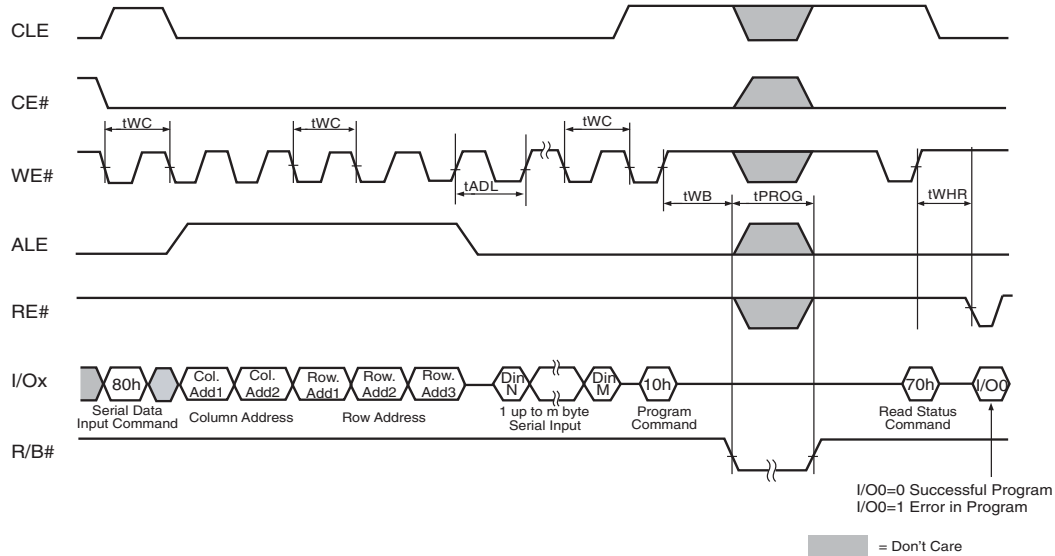 CLE
CE#
tWC
tWC
tWC
WE#
tADL
tWB
tPROG
tWHR
ALE
RE#
I/Ox
80h
Col. Add1
Col. Add2
Row. Add1
Row. Add2
Row. Add3
Din N
Din M
10h
70h
I/O0
Serial Data
Input Command
Column Address
Row Address
1 up to m byte
Serial Input
Program
Command
Read Status
Command
R/B#
I/O0=0 Successful Program
I/O0=1 Error in Program
= Don't Care